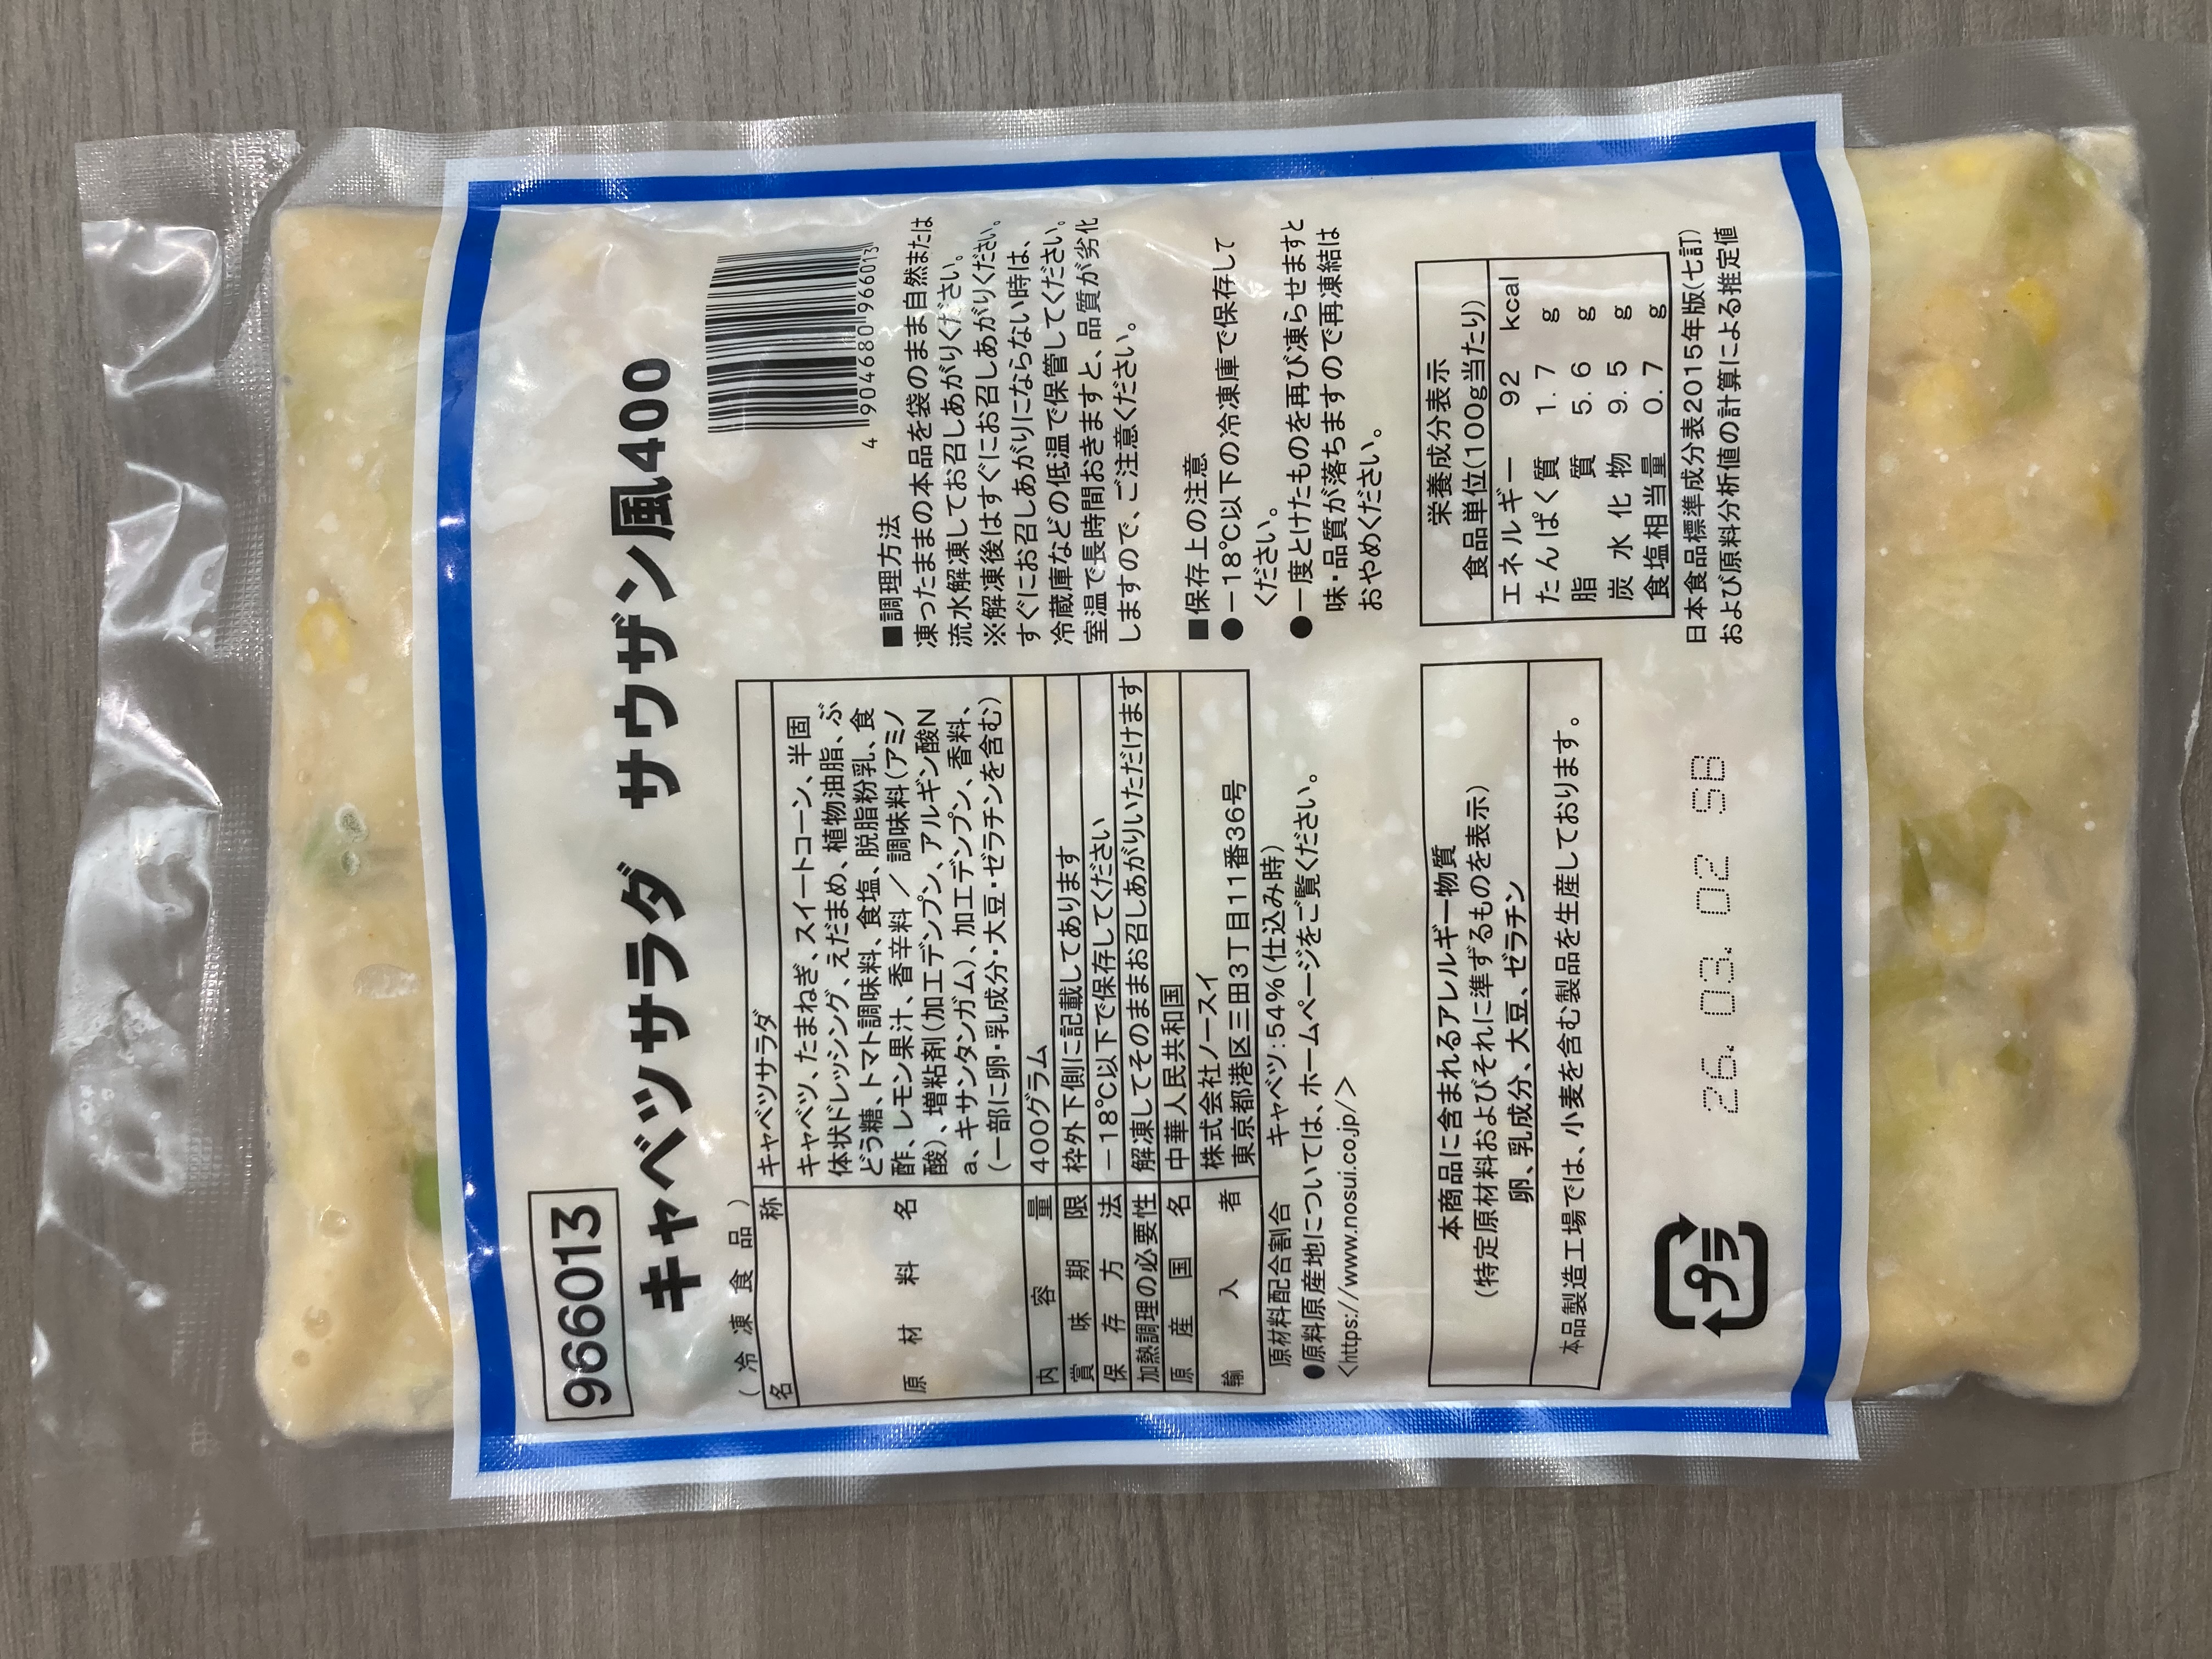 966013
キャベツサラダ　サウザン風400
4 904680 966013
(冷凍食品)
名称 キャベツサラダ
原材料名 キャベツ、たまねぎ、スイートコーン、半固
体状ドレッシング、えだまめ、植物油脂、ぶ
どう糖、トマト調味料、食塩、脱脂粉乳、食
酢、レモン果汁、香辛料／調味料(アミノ
酸)、増粘剤(加工デンプン、アルギン酸N
a、キサンタンガム)、加工デンプン、香料、
(一部に卵・乳成分・大豆・ゼラチンを含む)
内容量 400グラム
賞味期限 枠外下側に記載してあります
保存方法 －18℃以下で保存してください
加熱調理の必要性 解凍してそのままお召しあがりいただけます
原産国名 中華人民共和国
輸入者 株式会社ノースイ
東京都港区三田3丁目11番36号
原材料配合割合　キャベツ:54%(仕込み時)
●原料原産地については、ホームページをご覧ください。
<https://www.nosui.co.jp/>
■調理方法
凍ったままの本品を袋のまま自然または
流水解凍してお召しあがりください。
※解凍後はすぐにお召しあがりください。
すぐにお召しあがりにならない時は、
冷蔵庫などの低温で保管してください。
室温で長時間おきますと、品質が劣化
しますので、ご注意ください。
■保存上の注意
●－18℃以下の冷凍庫で保存して
ください。
●一度とけたものを再び凍らせますと
味・品質が落ちますので再凍結は
おやめください。
本商品に含まれるアレルギー物質
(特定原材料およびそれに準ずるものを表示)
卵、乳成分、大豆、ゼラチン
本品製造工場では、小麦を含む製品を生産しております。
栄養成分表示
食品単位(100g当たり)
エネルギー 92 kcal
たんぱく質 1.7 g
脂質 5.6 g
炭水化物 9.5 g
食塩相当量 0.7 g
日本食品標準成分表2015年版(七訂)
および原料分析値の計算による推定値
プラ
26.03.02 SB